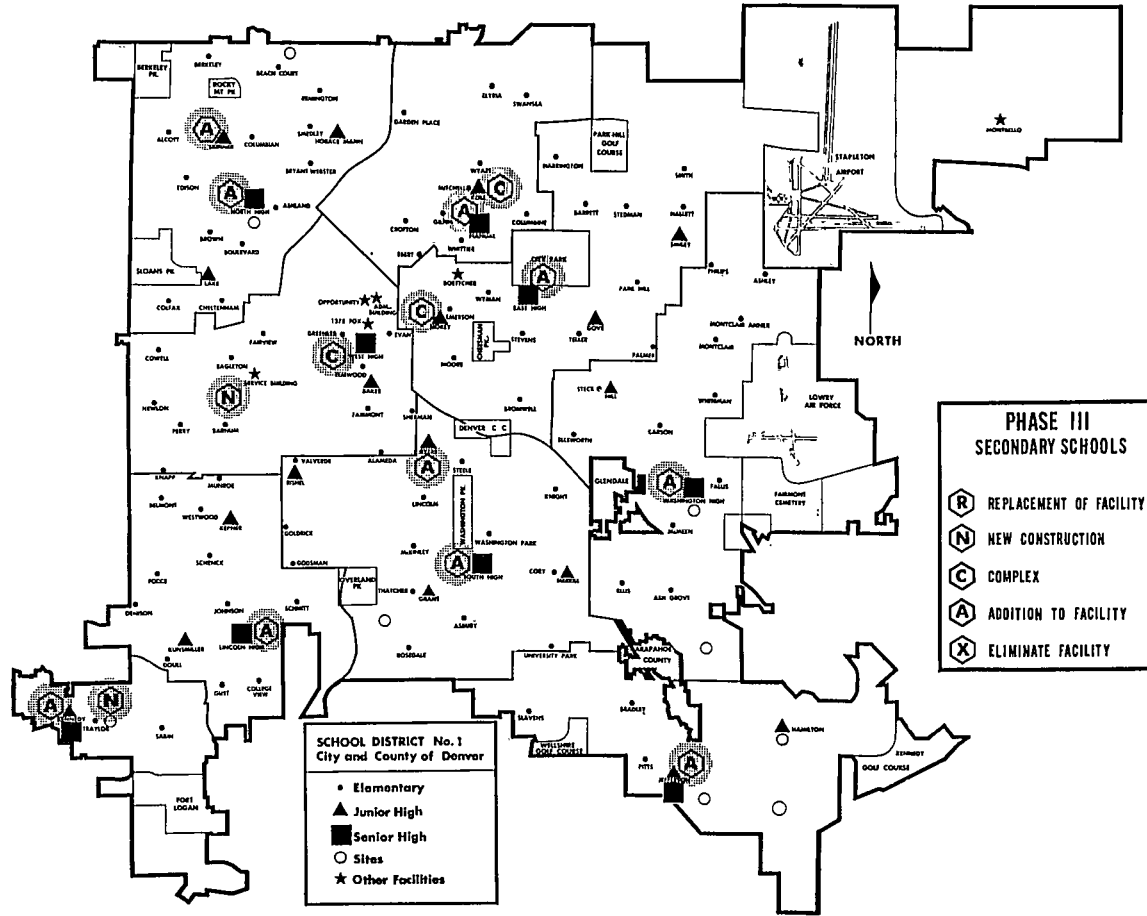 BERKELEY PK.
BERKELEY
BEACH COURT
ROCKY MT PK
REMINGTON
ELYRIA
SWANSEA
GARDEN PLACE
PARK HILL GOLF COURSE
MONTBELLO
STAPLETON AIRPORT
ALCOTT
A
SKINNER
COLUMBIAN
SMEDLEY
HORACE MANN
BRYANT WEBSTER
HARRINGTON
WYATT
MITCHELL
COLE
C
SMITH
EDISON
A
NORTH HIGH
ASHLAND
GILPIN
A
MANUAL
COLUMBINE
BARRETT
STEDMAN
HALLETT
CROFTON
SMILEY
BROWN
BOULEVARD
EBERT
WHITTIER
CITY PARK
SLOANS PK.
LAKE
BOETTCHER
A
EAST HIGH
PARK HILL
PHILIPS
ASHLEY
COLFAX
CHELTENHAM
OPPORTUNITY
ADM. BUILDING
1375 FOX
C
EMERSON
MOREY
WYMAN
GOVE
MONTCLAIR ANNEX
NORTH
FAIRVIEW
GREENLEE
EVANS
WEST HIGH
C
CHEESMAN PK.
STEVENS
TELLER
PALMER
MONTCLAIR
COWELL
EAGLETON
SERVICE BUILDING
ELMWOOD
BAKER
MOORE
STECK
HILL
WHITEMAN
LOWRY AIR FORCE
NEWLON
N
FAIRMONT
SHERMAN
BROMWELL
PERRY
BARNUM
DENVER C C
ELLSWORTH
CARSON
BYERS
KNAPP
MUNROE
VALVERDE
RISHEL
ALAMEDA
A
STEELE
GLENDALE
A
WASHINGTON HIGH
FALLIS
FAIRMONT CEMETERY
BELMONT
WESTWOOD
KEPNER
LINCOLN
WASHINGTON PK
KNIGHT
GOLDRICK
MCMEEN
SCHENCK
GODSMAN
MCKINLEY
WASHINGTON PARK
A
SOUTH HIGH
CORY
MERRILL
FORCE
OVERLAND PK
THATCHER
GRANT
ELLIS
ASH GROVE
DENISON
JOHNSON
SCHMITT
LINCOLN HIGH
A
ASBURY
KUNSMILLER
DOULL
ROSEDALE
UNIVERSITY PARK
ARAPAHOE COUNTY
GUST
COLLEGE VIEW
A
KENNEDY
N
TRAYLOR
SABIN
SLAVENS
BRADLEY
HAMILTON
WELLSHIRE GOLF COURSE
PITTS
A
JEFFERSON
KENNEDY GOLF COURSE
FORT LOGAN
PHASE III
SECONDARY SCHOOLS
R REPLACEMENT OF FACILITY
N NEW CONSTRUCTION
C COMPLEX
A ADDITION TO FACILITY
X ELIMINATE FACILITY
SCHOOL DISTRICT No. 1
City and County of Denver
Elementary
Junior High
Senior High
Sites
Other Facilities